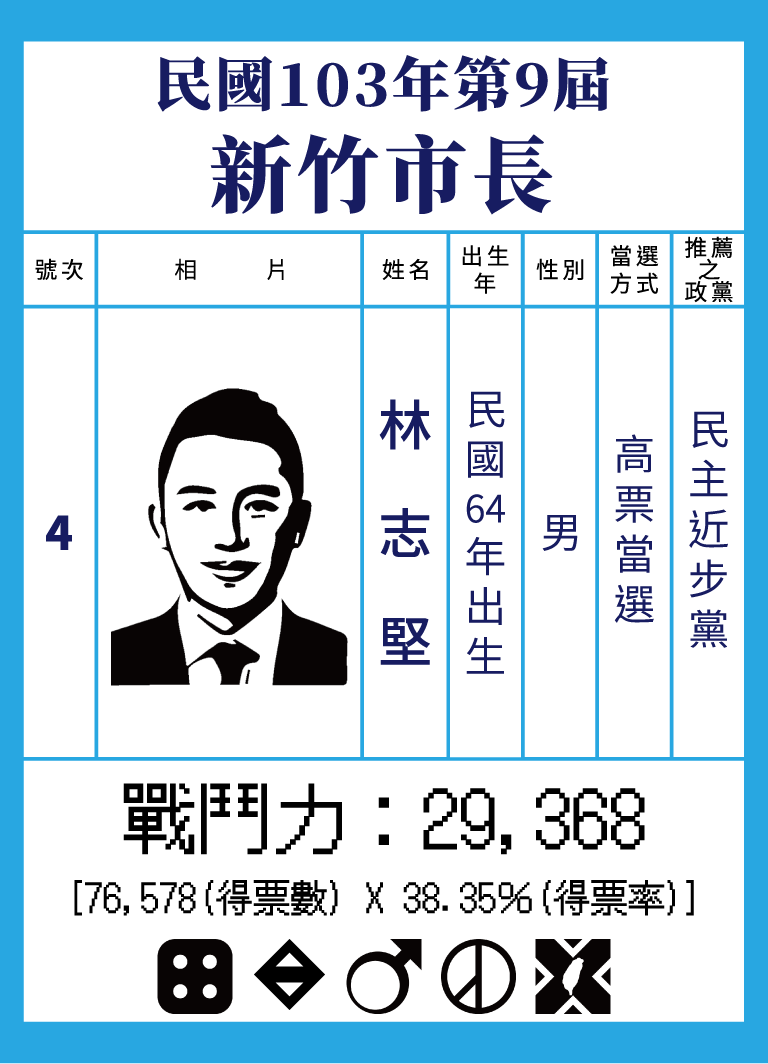 民國103年第9屆
新竹市長
號次
相片
姓名
出生
年
性別
當選
方式
推薦
之
政黨
4
林志堅
民國64年出生
男
高票當選
民主近步黨
戰鬥力：29,368
[76,578(得票數) X 38.35%(得票率)]